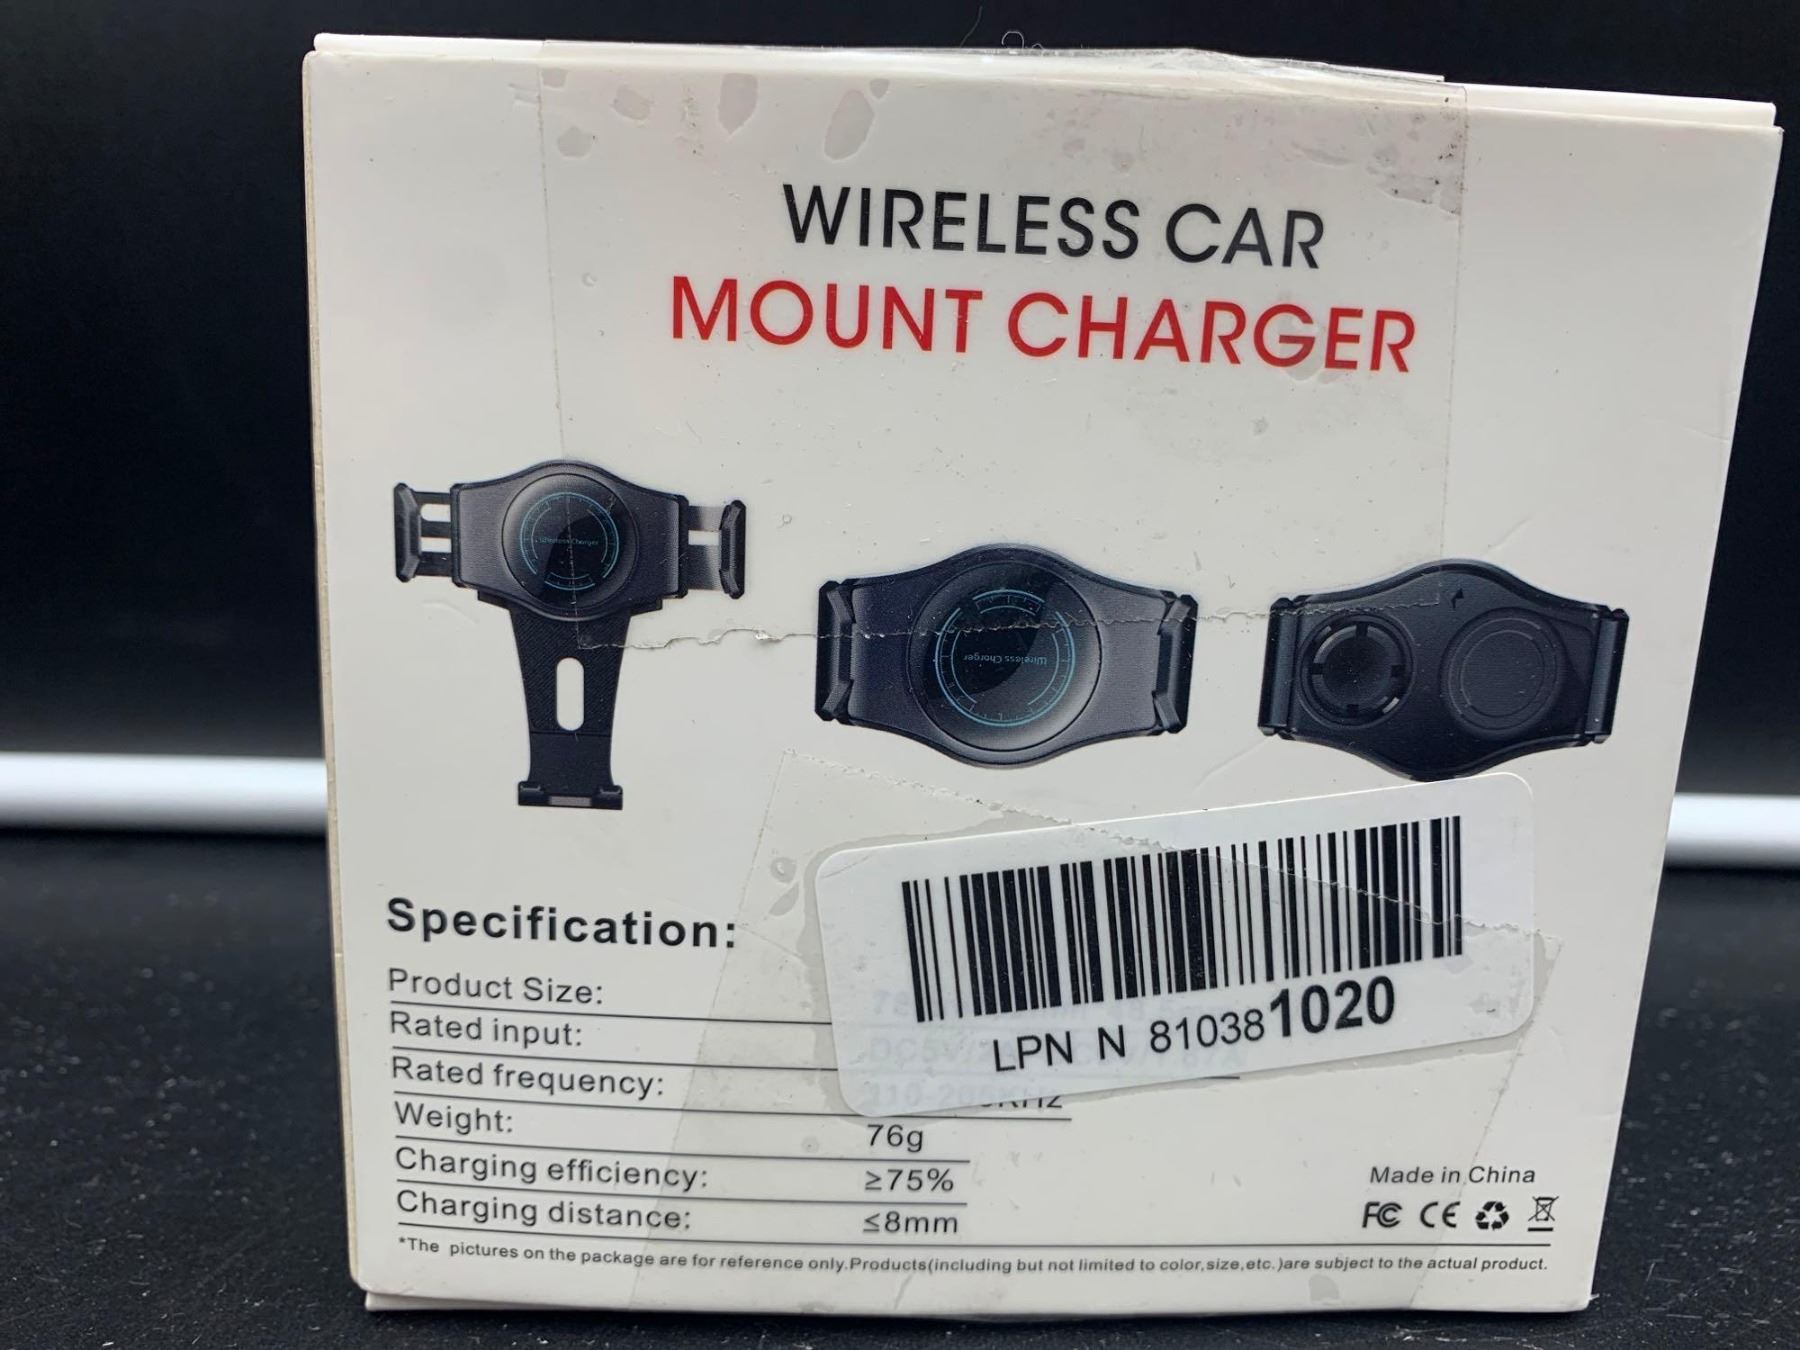 WIRELESS CAR
MOUNT CHARGER
Wireless Charger
Wireless Charger
Specification:
Product Size:
Rated input:
Rated frequency:
Weight: 76g
Charging efficiency: ≥75%
Charging distance: ≤8mm
LPN N 810381020
Made in China
FC CE
*The pictures on the package are for reference only.Products(including but not limited to color,size,etc.)are subject to the actual product.